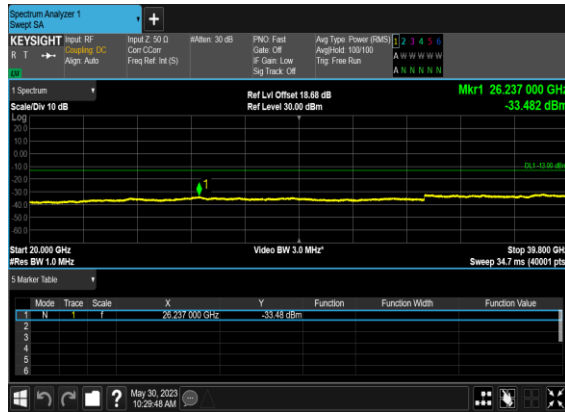 Spectrum Analyzer 1
Swept SA
+
KEYSIGHT Input: RF Input Z: 50 Ω #Atten: 30 dB PNO: Fast Avg Type: Power (RMS) 1 2 3 4 5 6
R T Coupling: DC Corr CCorr Gate: Off Avg|Hold: 100/100 A W W W W W
Align: Auto Freq Ref: Int (S) IF Gain: Low Trig: Free Run
LW Sig Track: Off A N N N N N
1 Spectrum Ref Lvl Offset 18.68 dB Mkr1 26.237 000 GHz
Scale/Div 10 dB Ref Level 30.00 dBm -33.482 dBm
Log
20.0
10.0
0.00
-10.0 DL1 -13.00 dBm
-20.0
-30.0 1
-40.0
-50.0
-60.0
Start 20.000 GHz Video BW 3.0 MHz* Stop 39.800 GHz
#Res BW 1.0 MHz Sweep 34.7 ms (40001 pts)
5 Marker Table
Mode Trace Scale X Y Function Function Width Function Value
1 N 1 f 26.237 000 GHz -33.48 dBm
2
3
4
5
6
? May 30, 2023
10:29:48 AM